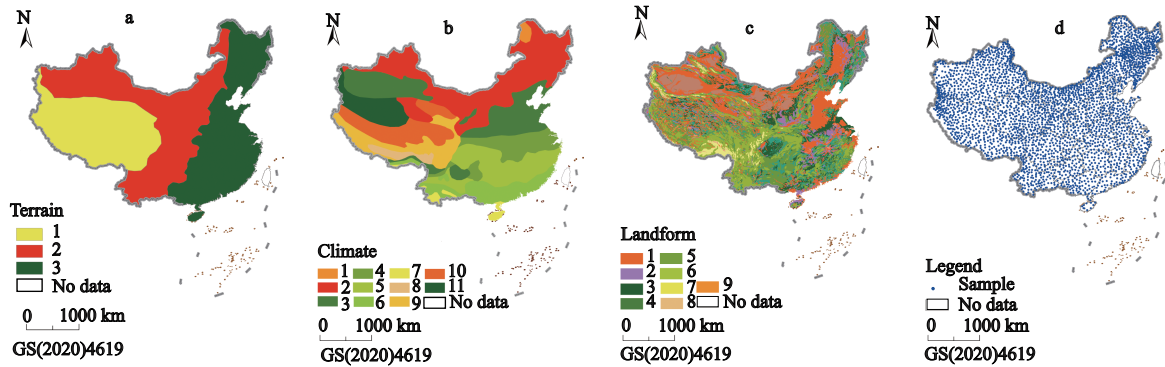 a
N
Terrain
1
2
3
No data
0 1000 km
GS(2020)4619
b
N
Climate
1 4 7 10
2 5 8 11
3 6 9 No data
0 1000 km
GS(2020)4619
c
N
Landform
1 5
2 6
3 7 9
4 8 No data
0 1000 km
GS(2020)4619
d
N
Legend
Sample
No data
0 1000 km
GS(2020)4619